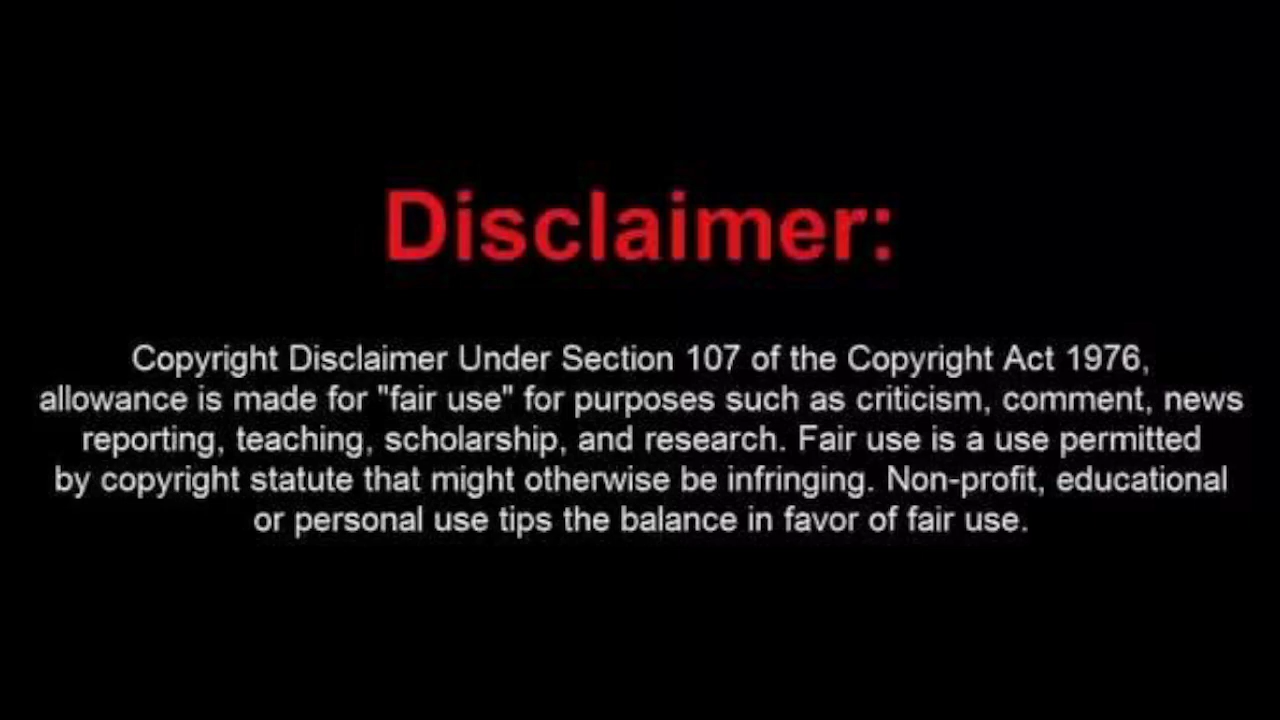 Disclaimer:
Copyright Disclaimer Under Section 107 of the Copyright Act 1976,
allowance is made for "fair use" for purposes such as criticism, comment, news
reporting, teaching, scholarship, and research. Fair use is a use permitted
by copyright statute that might otherwise be infringing. Non-profit, educational
or personal use tips the balance in favor of fair use.